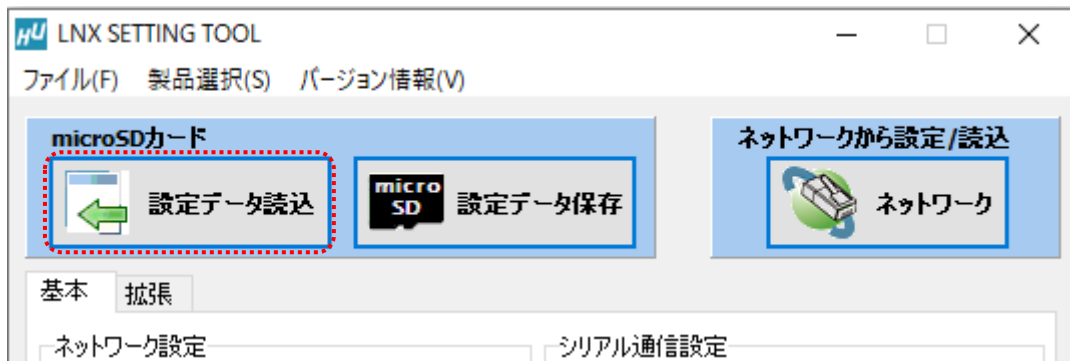 HU LNX SETTING TOOL
ファイル(F) 製品選択(S) バージョン情報(V)
microSDカード
設定データ読込
micro
SD
設定データ保存
ネットワークから設定/読込
ネットワーク
基本 拡張
ネットワーク設定
シリアル通信設定